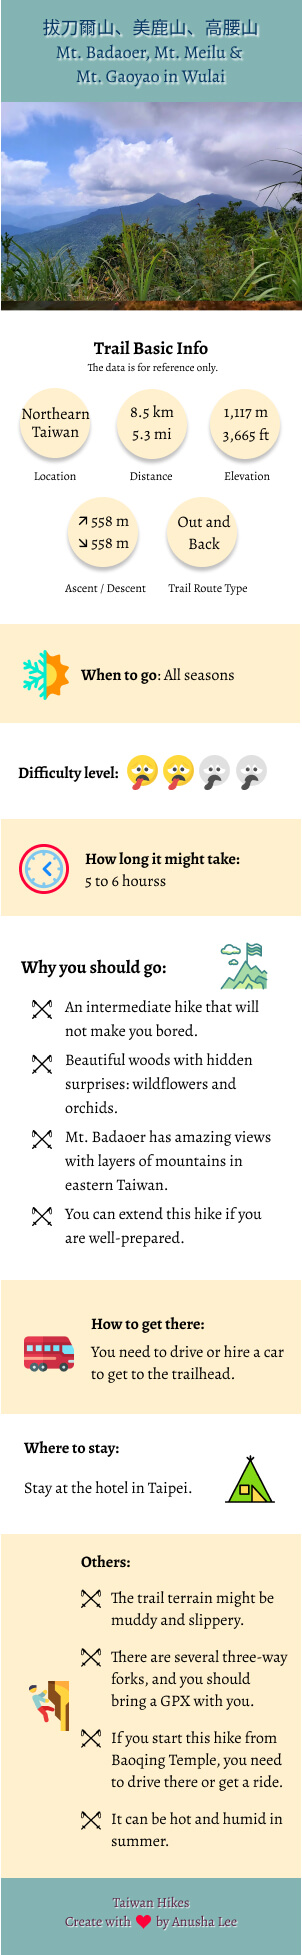 拔刀爾山、美鹿山、高腰山
Mt. Badaoer, Mt. Meilu &
Mt. Gaoyao in Wulai
Trail Basic Info
The data is for reference only.
Northearn
Taiwan
Location
8.5 km
5.3 mi
Distance
1,117 m
3,665 ft
Elevation
↗ 558 m
↘ 558 m
Ascent / Descent
Out and
Back
Trail Route Type
When to go: All seasons
Difficulty level:
How long it might take:
5 to 6 hourss
Why you should go:
An intermediate hike that will
not make you bored.
Beautiful woods with hidden
surprises: wildflowers and
orchids.
Mt. Badaoer has amazing views
with layers of mountains in
eastern Taiwan.
You can extend this hike if you
are well-prepared.
How to get there:
You need to drive or hire a car
to get to the trailhead.
Where to stay:
Stay at the hotel in Taipei.
Others:
The trail terrain might be
muddy and slippery.
There are several three-way
forks, and you should
bring a GPX with you.
If you start this hike from
Baoqing Temple, you need
to drive there or get a ride.
It can be hot and humid in
summer.
Taiwan Hikes
Create with ❤ by Anusha Lee